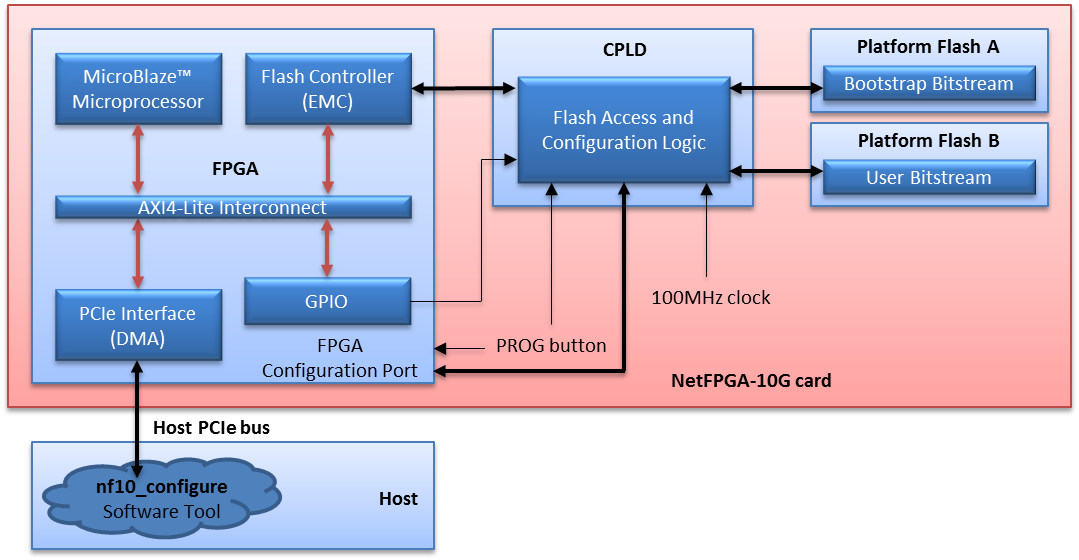 MicroBlaze™
Microprocessor
Flash Controller
(EMC)
FPGA
AXI4-Lite Interconnect
PCIe Interface
(DMA)
GPIO
FPGA
Configuration Port
CPLD
Flash Access and
Configuration Logic
Platform Flash A
Bootstrap Bitstream
Platform Flash B
User Bitstream
100MHz clock
PROG button
NetFPGA-10G card
Host PCIe bus
nf10_configure
Software Tool
Host